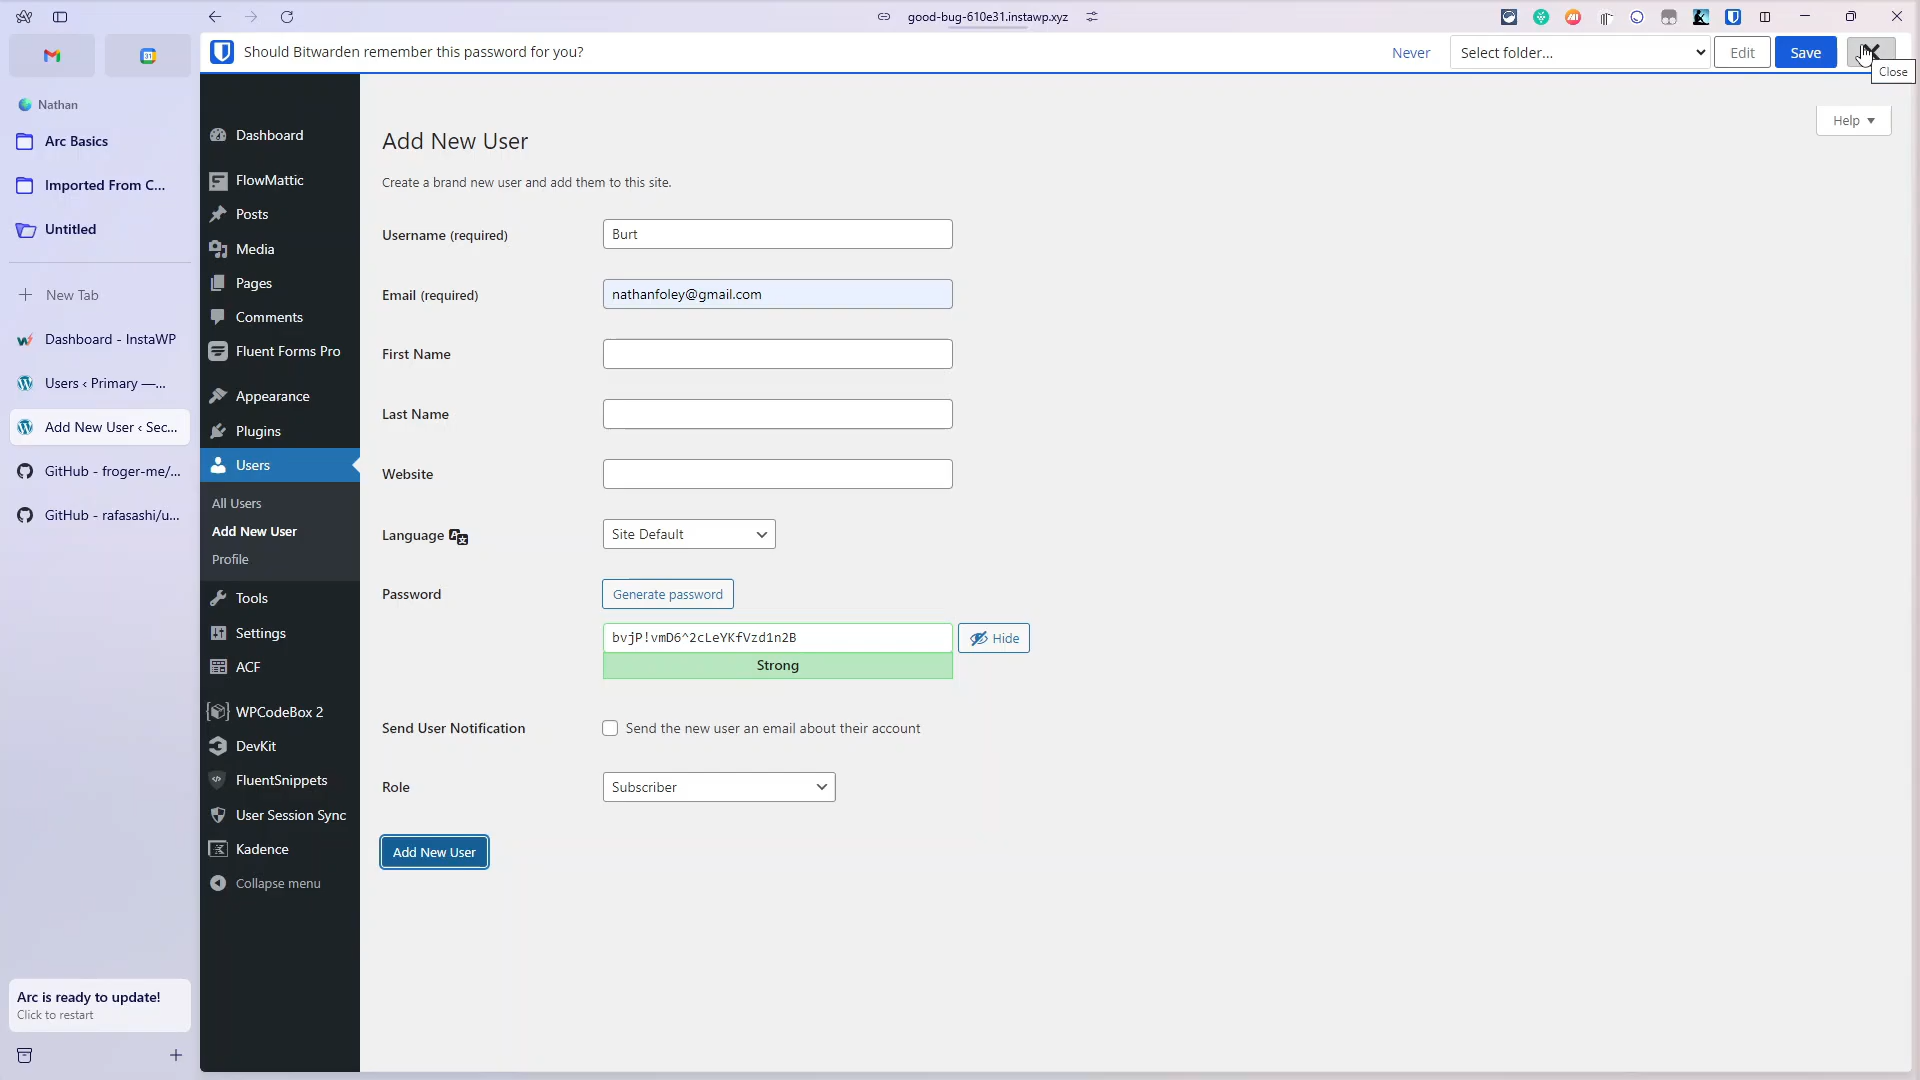 good-bug-610e31.instawp.xyz
Should Bitwarden remember this password for you?
Never
Select folder...
Edit
Save
Close
Nathan
Arc Basics
Imported From C...
Untitled
New Tab
Dashboard - InstaWP
Users ‹ Primary —...
Add New User ‹ Sec...
GitHub - froger-me/...
GitHub - rafasashi/u...
Arc is ready to update!
Click to restart
Dashboard
FlowMattic
Posts
Media
Pages
Comments
Fluent Forms Pro
Appearance
Plugins
Users
All Users
Add New User
Profile
Tools
Settings
ACF
WPCodeBox 2
DevKit
FluentSnippets
User Session Sync
Kadence
Collapse menu
Help
Add New User
Create a brand new user and add them to this site.
Username (required)
Burt
Email (required)
nathanfoley@gmail.com
First Name
Last Name
Website
Language
Site Default
Password
Generate password
bvjP!vmD6^2cLeYKfVzd1n2B
Hide
Strong
Send User Notification
Send the new user an email about their account
Role
Subscriber
Add New User